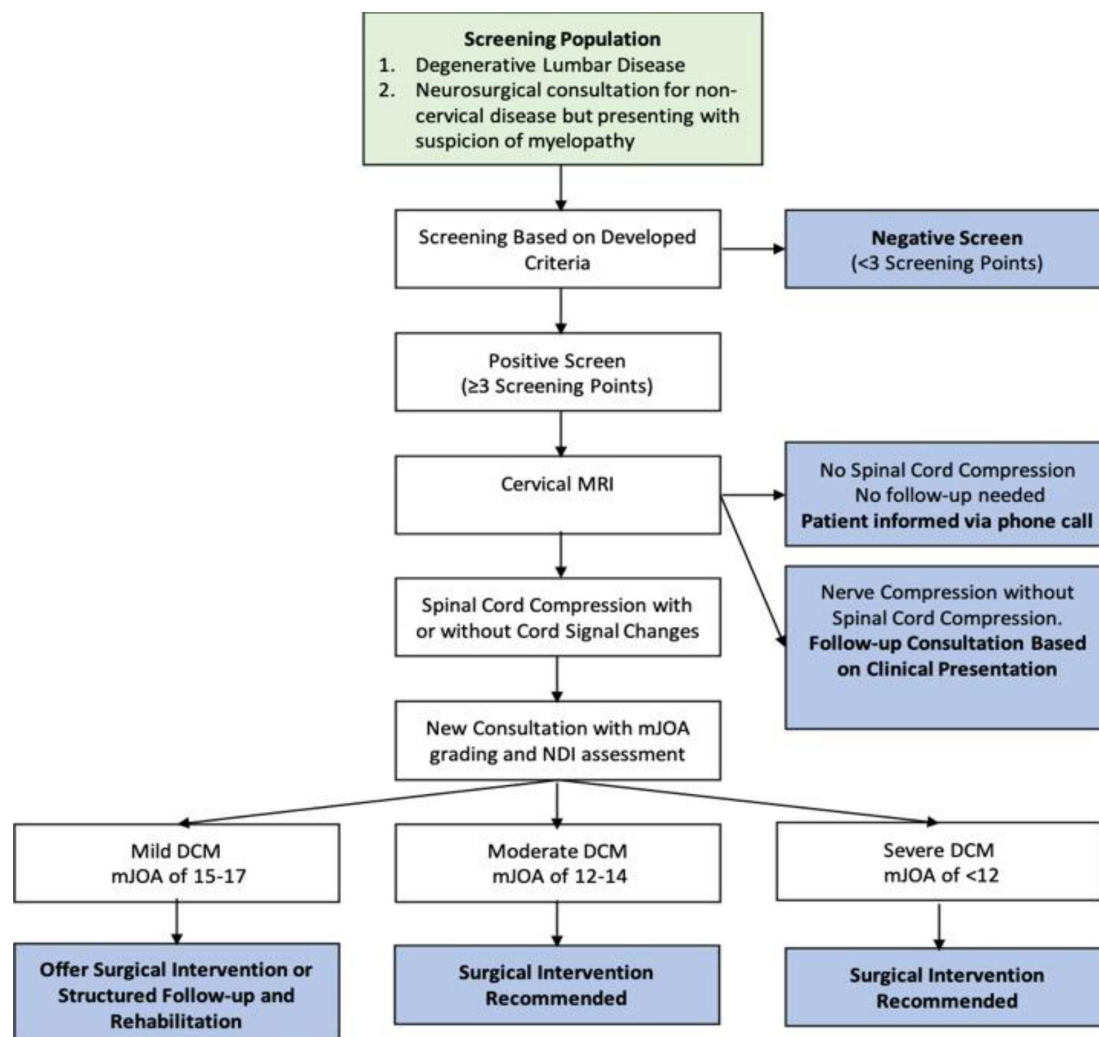 Screening Population
1. Degenerative Lumbar Disease
2. Neurosurgical consultation for non-
cervical disease but presenting with
suspicion of myelopathy
Screening Based on Developed
Criteria
Negative Screen
(<3 Screening Points)
Positive Screen
(≥3 Screening Points)
Cervical MRI
No Spinal Cord Compression
No follow-up needed
Patient informed via phone call
Nerve Compression without
Spinal Cord Compression.
Follow-up Consultation Based
on Clinical Presentation
Spinal Cord Compression with
or without Cord Signal Changes
New Consultation with mJOA
grading and NDI assessment
Mild DCM
mJOA of 15-17
Moderate DCM
mJOA of 12-14
Severe DCM
mJOA of <12
Offer Surgical Intervention or
Structured Follow-up and
Rehabilitation
Surgical Intervention
Recommended
Surgical Intervention
Recommended